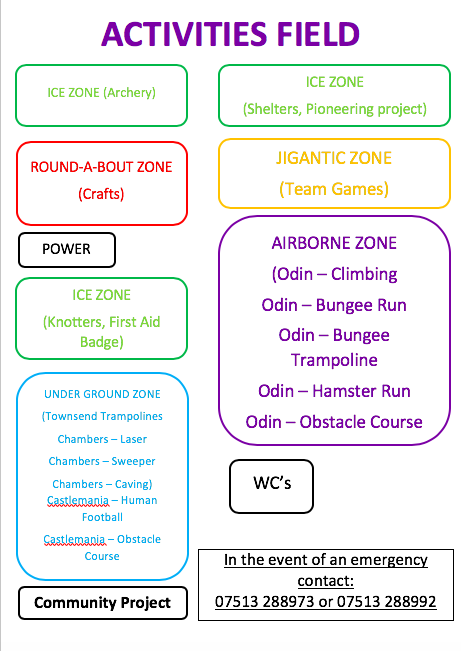 ACTIVITIES FIELD
ICE ZONE (Archery)
ICE ZONE
(Shelters, Pioneering project)
ROUND-A-BOUT ZONE
(Crafts)
JIGANTIC ZONE
(Team Games)
POWER
AIRBORNE ZONE
(Odin – Climbing
Odin – Bungee Run
Odin – Bungee
Trampoline
Odin – Hamster Run
Odin – Obstacle Course
ICE ZONE
(Knotters, First Aid
Badge)
UNDER GROUND ZONE
(Townsend Trampolines
Chambers – Laser
Chambers – Sweeper
Chambers – Caving)
Castlemania – Human
Football
Castlemania – Obstacle
Course
WC’s
In the event of an emergency
contact:
07513 288973 or 07513 288992
Community Project